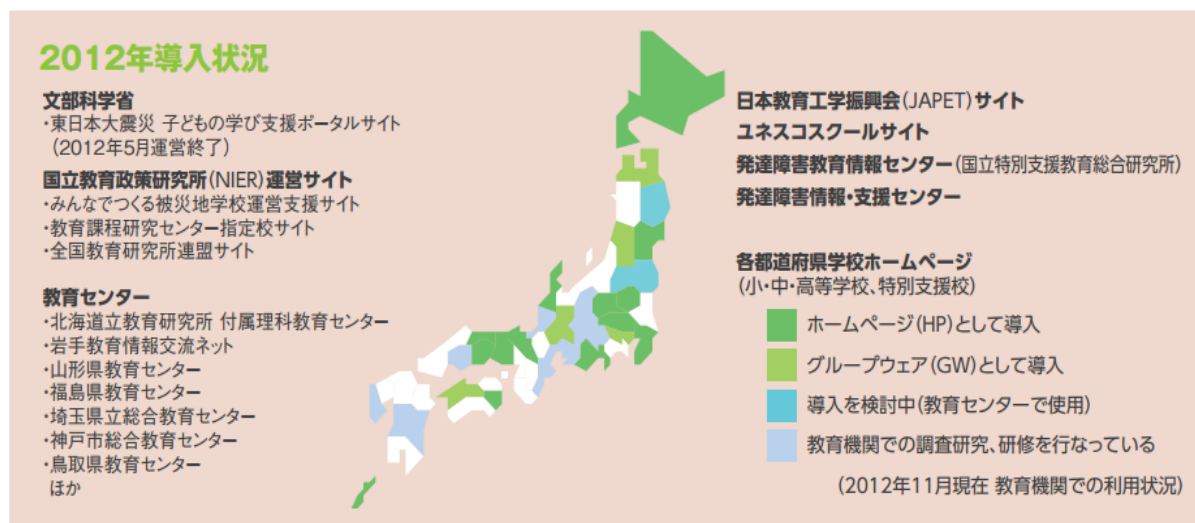 2012年導入状況
文部科学省
・東日本大震災 子どもの学び支援ポータルサイト
(2012年5月運営終了)
国立教育政策研究所(NIER)運営サイト
・みんなでつくる被災地学校運営支援サイト
・教育課程研究センター指定校サイト
・全国教育研究所連盟サイト
教育センター
・北海道立教育研究所 付属理科教育センター
・岩手教育情報交流ネット
・山形県教育センター
・福島県教育センター
・埼玉県立総合教育センター
・神戸市総合教育センター
・鳥取県教育センター
ほか
日本教育工学振興会(JAPET)サイト
ユネスコスクールサイト
発達障害教育情報センター(国立特別支援教育総合研究所)
発達障害情報・支援センター
各都道府県学校ホームページ
(小・中・高等学校、特別支援校)
ホームページ(HP)として導入
グループウェア(GW)として導入
導入を検討中(教育センターで使用)
教育機関での調査研究、研修を行なっている
(2012年11月現在 教育機関での利用状況)